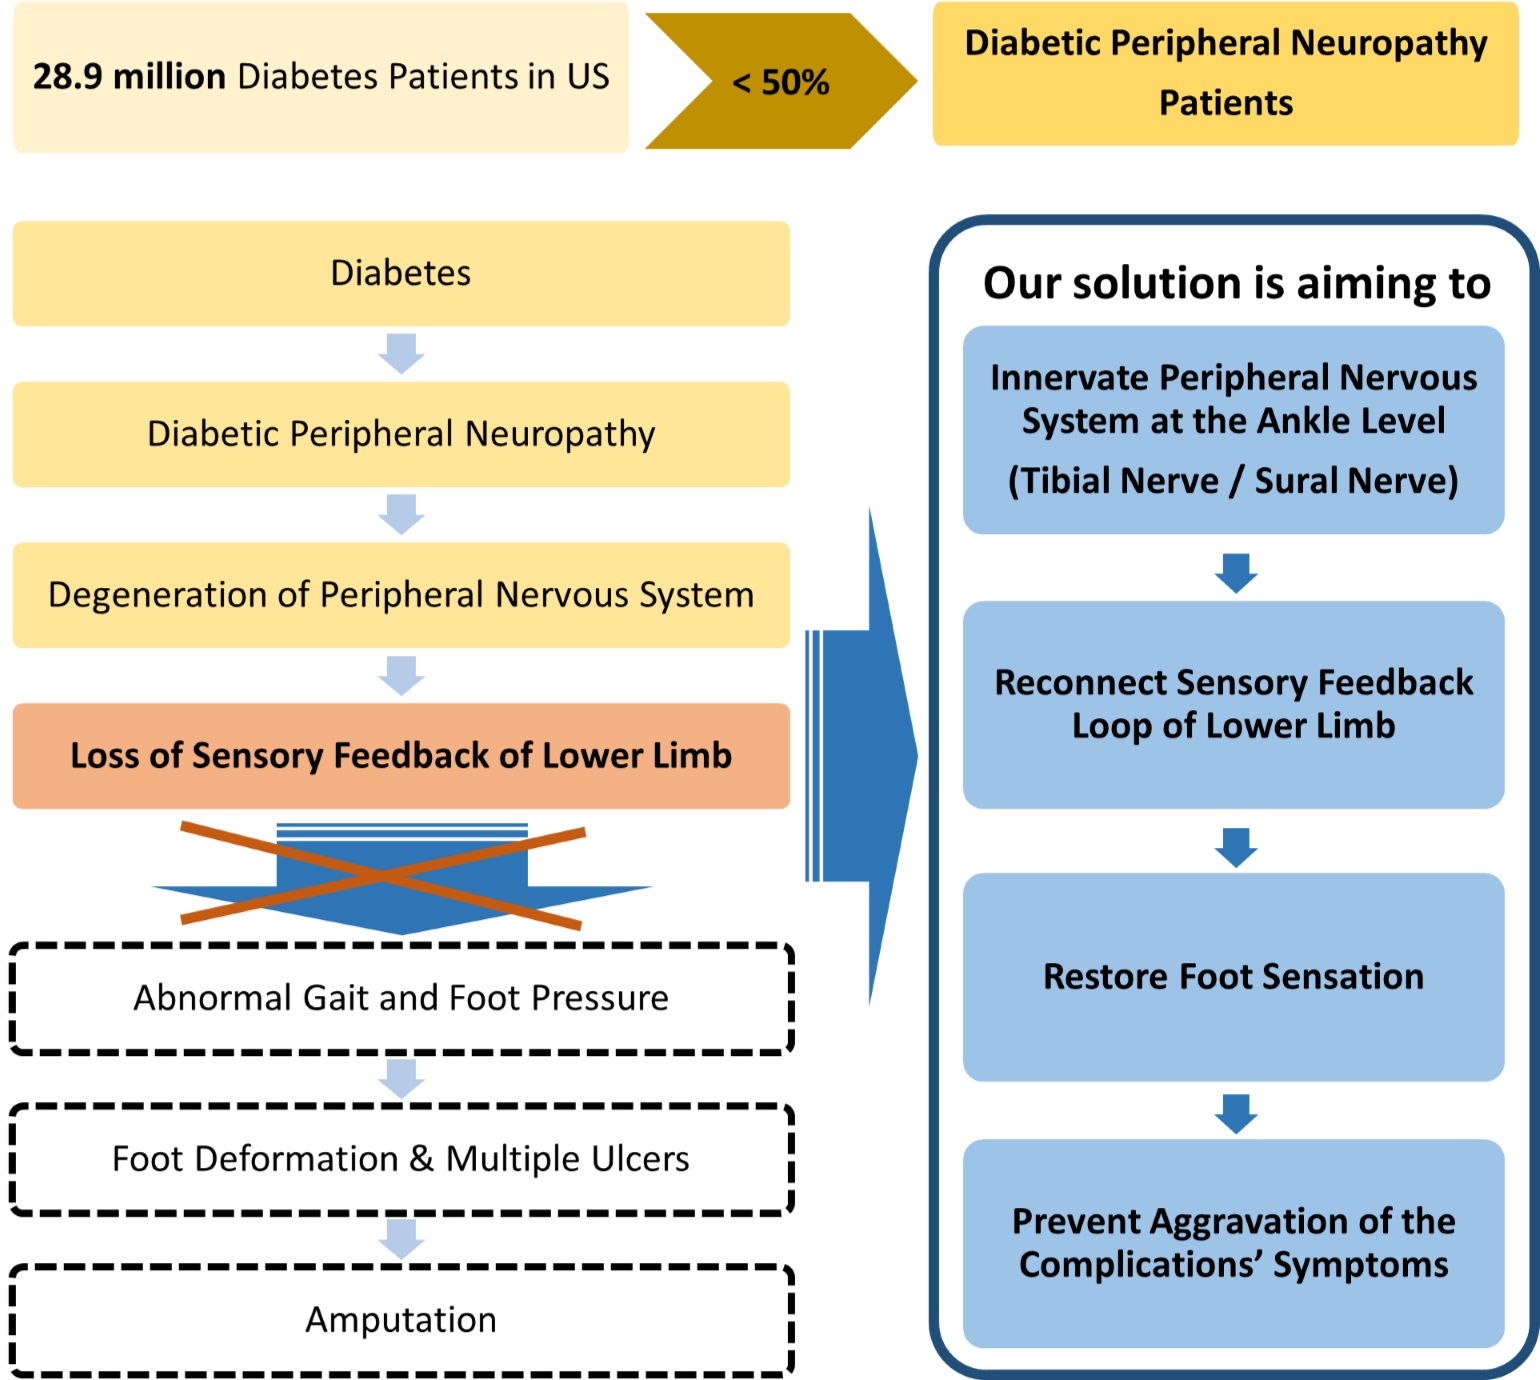 28.9 million Diabetes Patients in US
< 50%
Diabetic Peripheral Neuropathy
Patients
Diabetes
Diabetic Peripheral Neuropathy
Degeneration of Peripheral Nervous System
Loss of Sensory Feedback of Lower Limb
Abnormal Gait and Foot Pressure
Foot Deformation & Multiple Ulcers
Amputation
Our solution is aiming to
Innervate Peripheral Nervous
System at the Ankle Level
(Tibial Nerve / Sural Nerve)
Reconnect Sensory Feedback
Loop of Lower Limb
Restore Foot Sensation
Prevent Aggravation of the
Complications’ Symptoms